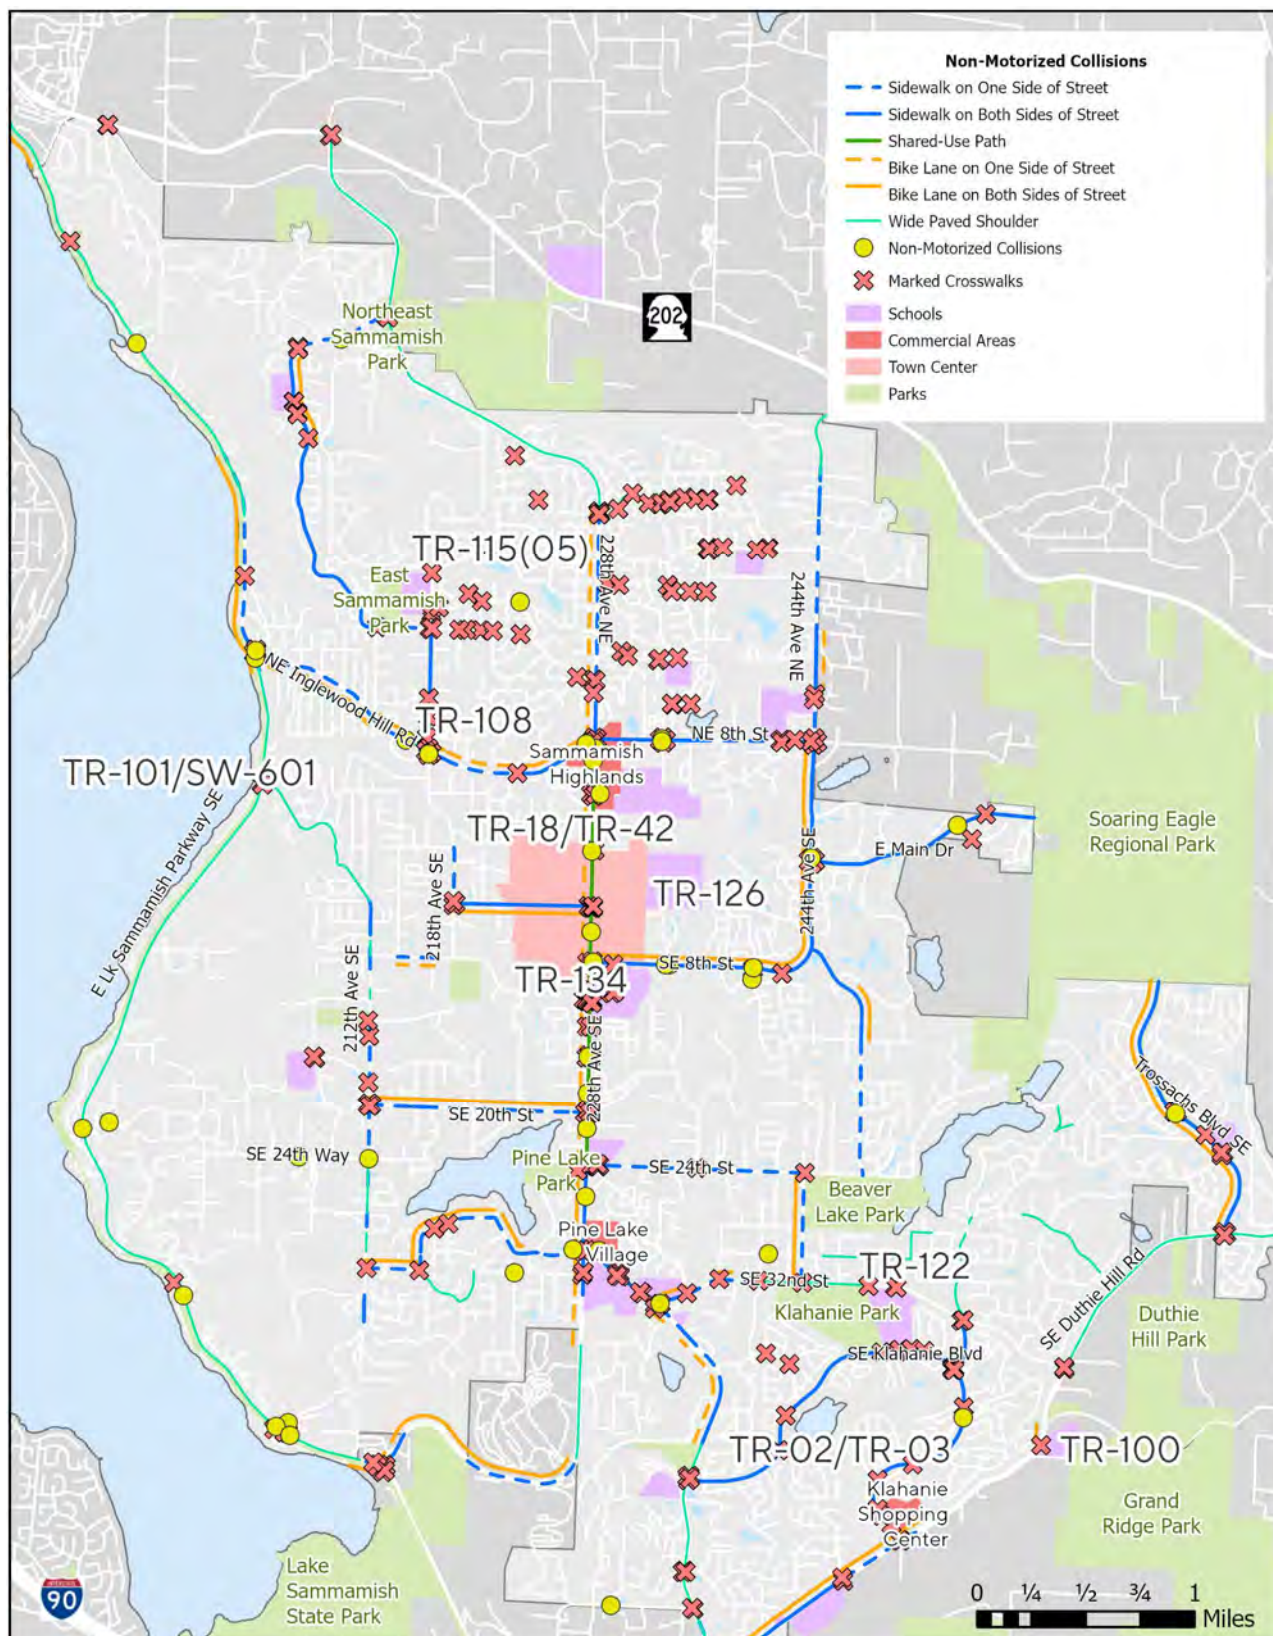 Non-Motorized Collisions
Sidewalk on One Side of Street
Sidewalk on Both Sides of Street
Shared-Use Path
Bike Lane on One Side of Street
Bike Lane on Both Sides of Street
Wide Paved Shoulder
Non-Motorized Collisions
Marked Crosswalks
Schools
Commercial Areas
Town Center
Parks
202
Northeast
Sammamish
Park
TR-115(05)
228th Ave NE
244th Ave NE
East
Sammamish
Park
NE Inglewood Hill Rd
TR-108
NE 8th St
Sammamish
Highlands
TR-101/SW-601
E Lk Sammamish Parkway SE
TR-18/TR-42
Soaring Eagle
Regional Park
E Main Dr
244th Ave SE
218th Ave SE
TR-126
SE 8th St
TR-134
212th Ave SE
228th Ave SE
Trossachs Blvd SE
SE 20th St
SE 24th Way
Pine Lake
Park
SE 24th St
Beaver
Lake Park
Pine Lake
Village
TR-122
SE 32nd St
Klahanie Park
SE Duthie Hill Rd
Duthie
Hill Park
SE Klahanie Blvd
TR-02/TR-03
TR-100
Klahanie
Shopping
Center
Grand
Ridge Park
Lake
Sammamish
State Park
INTERSTATE
90
0 ¼ ½ ¾ 1
Miles